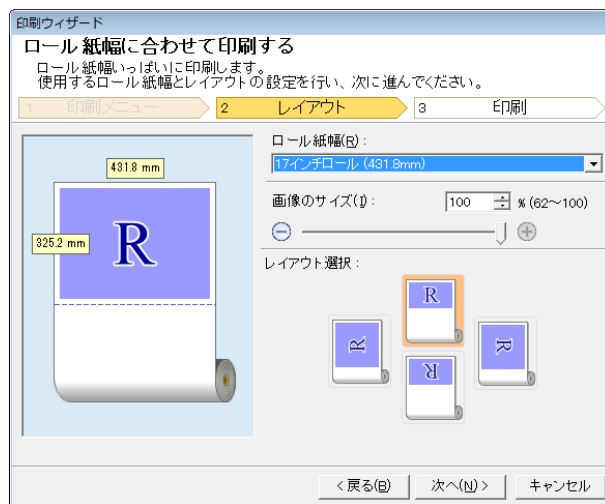 印刷ウィザード
ロール紙幅に合わせて印刷する
ロール紙幅いっぱいに印刷します。
使用するロール紙幅とレイアウトの設定を行い、次に進んでください。
1 印刷メニュー 2 レイアウト 3 印刷
ロール紙幅(R):
17インチロール (431.8mm)
画像のサイズ(I): 100 % (62～100)
レイアウト選択:
431.8 mm
325.2 mm
R
R
R
R
R
<戻る(B) 次へ(N)> キャンセル